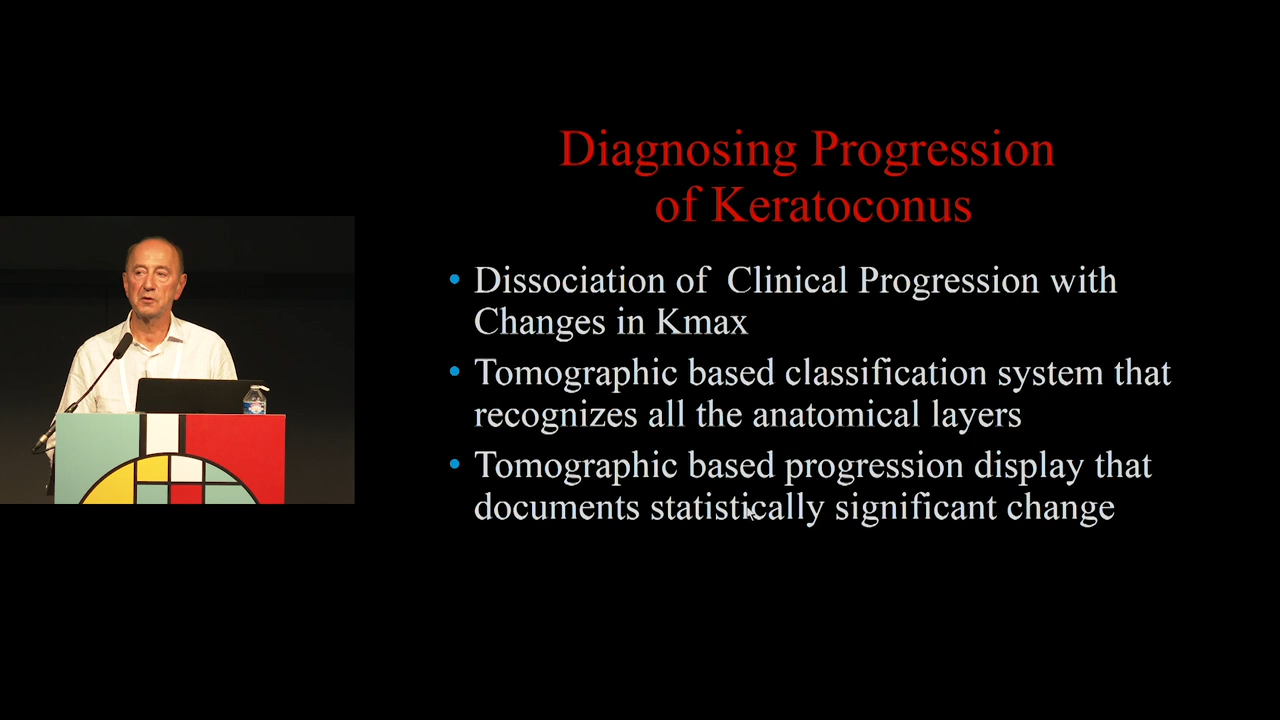 Diagnosing Progression
of Keratoconus
• Dissociation of Clinical Progression with
Changes in Kmax
• Tomographic based classification system that
recognizes all the anatomical layers
• Tomographic based progression display that
documents statistically significant change